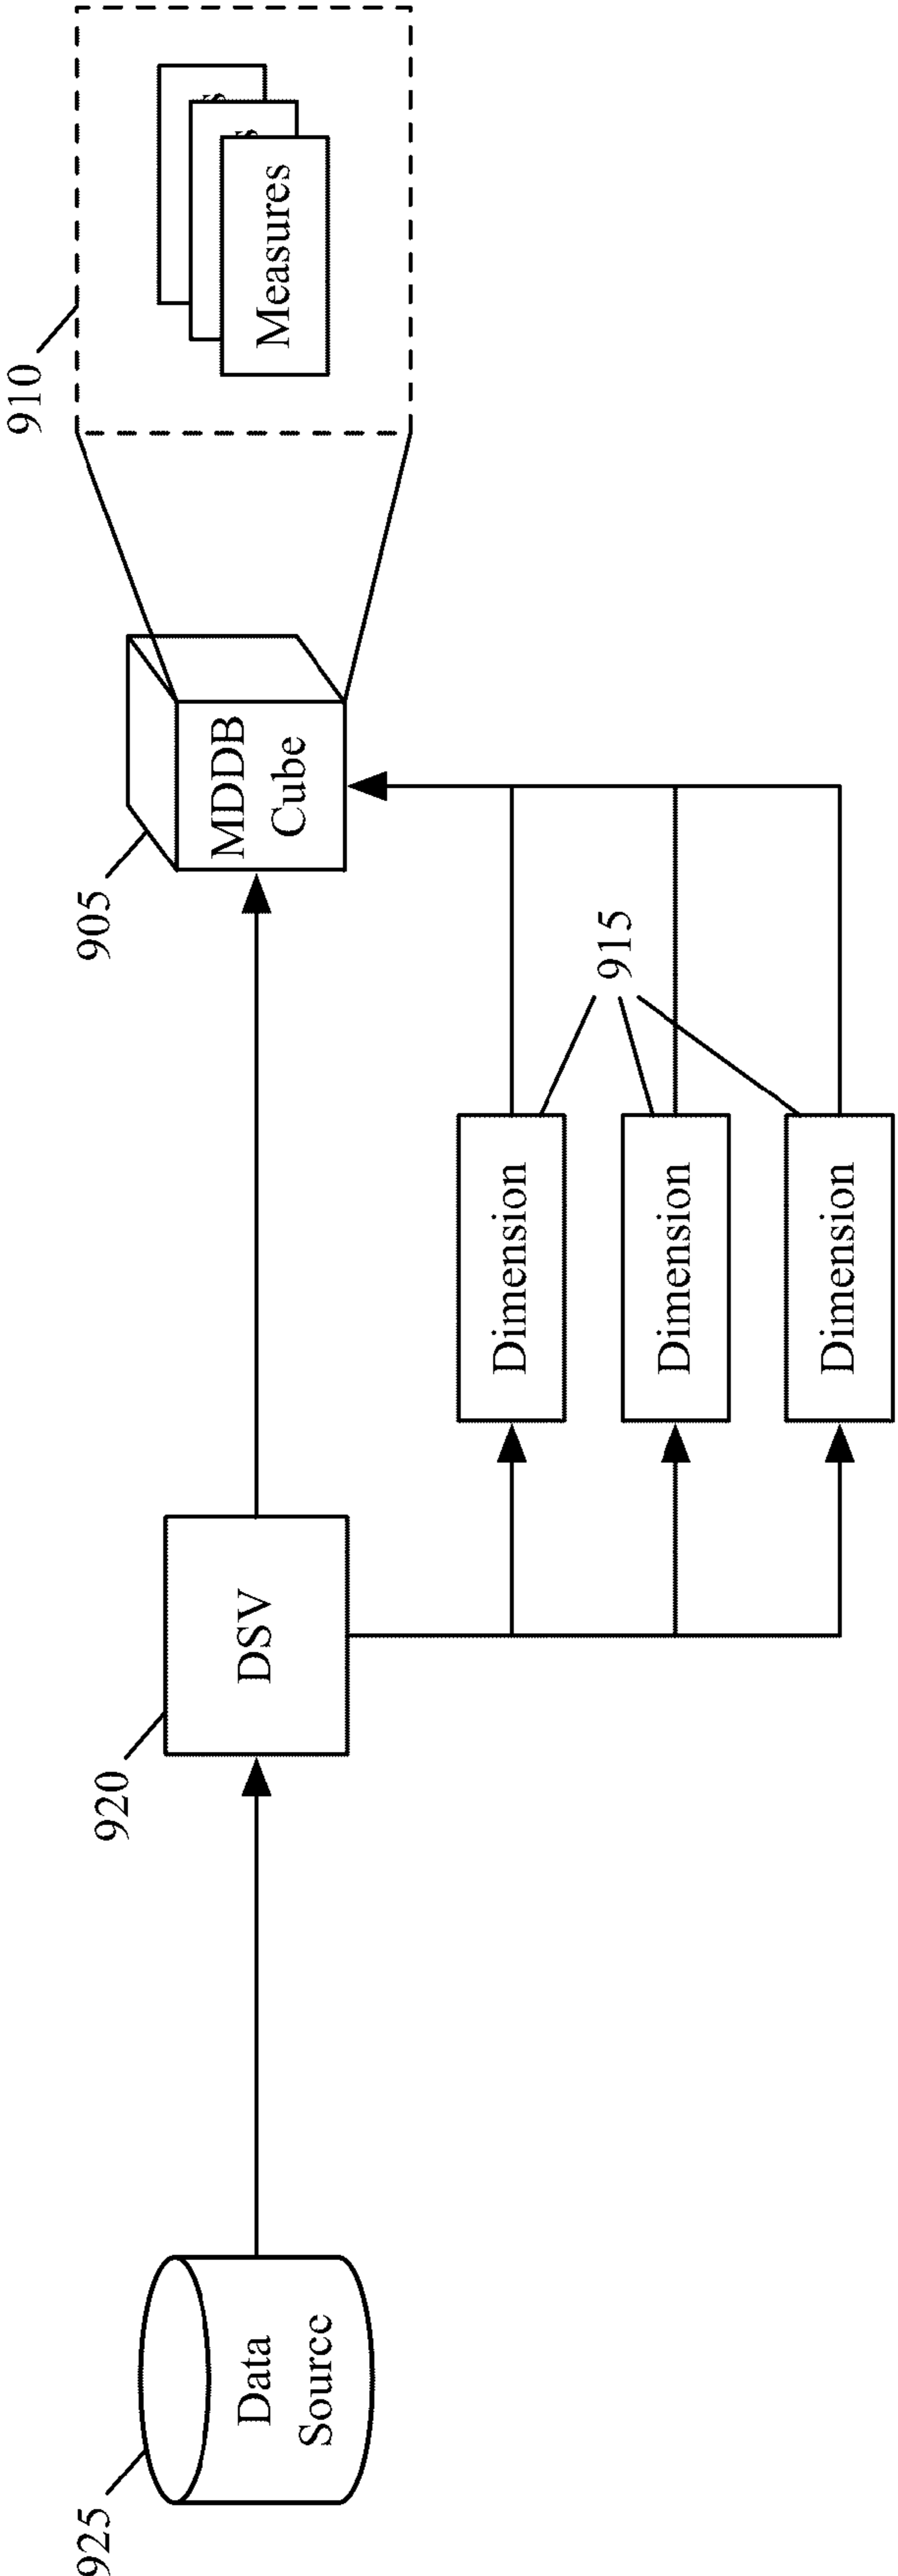 910
905
920
925
Data
Source
DSV
MDDB
Cube
Measures
s
s
915
Dimension
Dimension
Dimension